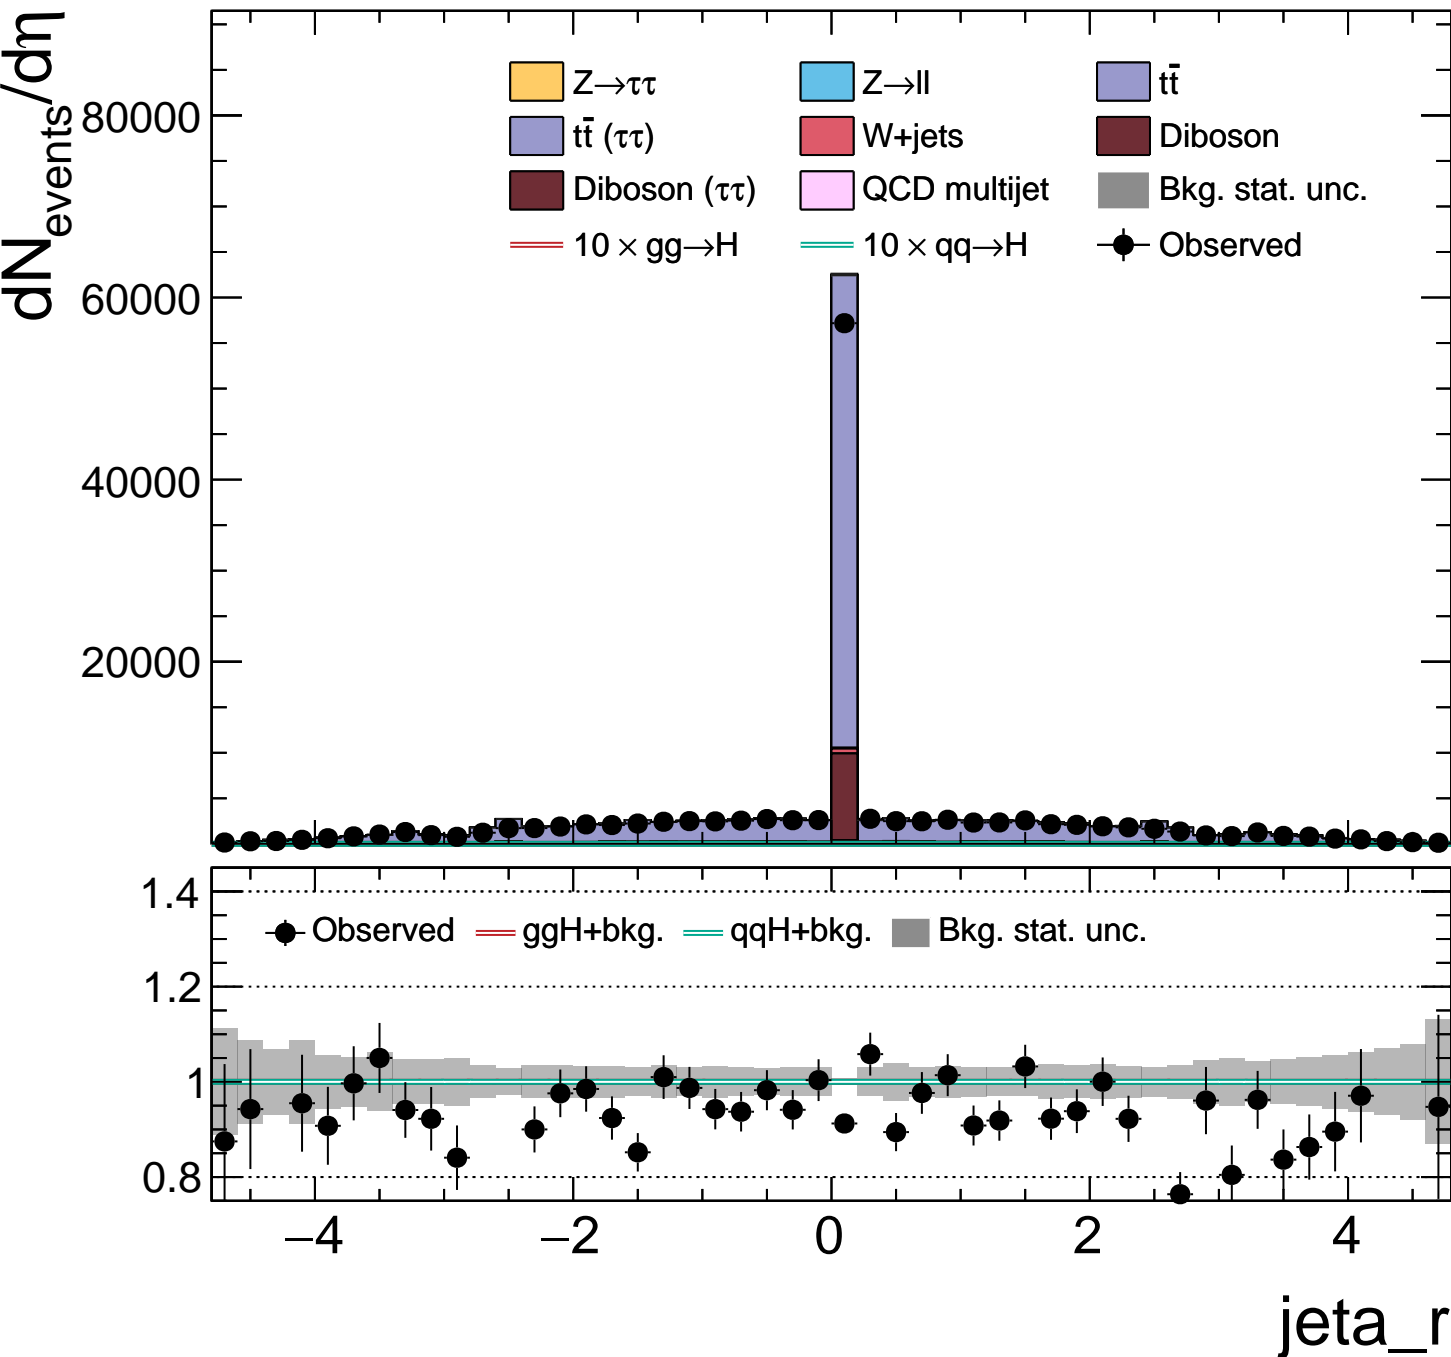 dN_events/dη
80000
60000
40000
20000
Z→ττ Z→ll tt̄
tt̄ (ττ) W+jets Diboson
Diboson (ττ) QCD multijet Bkg. stat. unc.
10 × gg→H 10 × qq→H Observed
1.4
1.2
1
0.8
Observed ggH+bkg. qqH+bkg. Bkg. stat. unc.
−4 −2 0 2 4
jeta_r